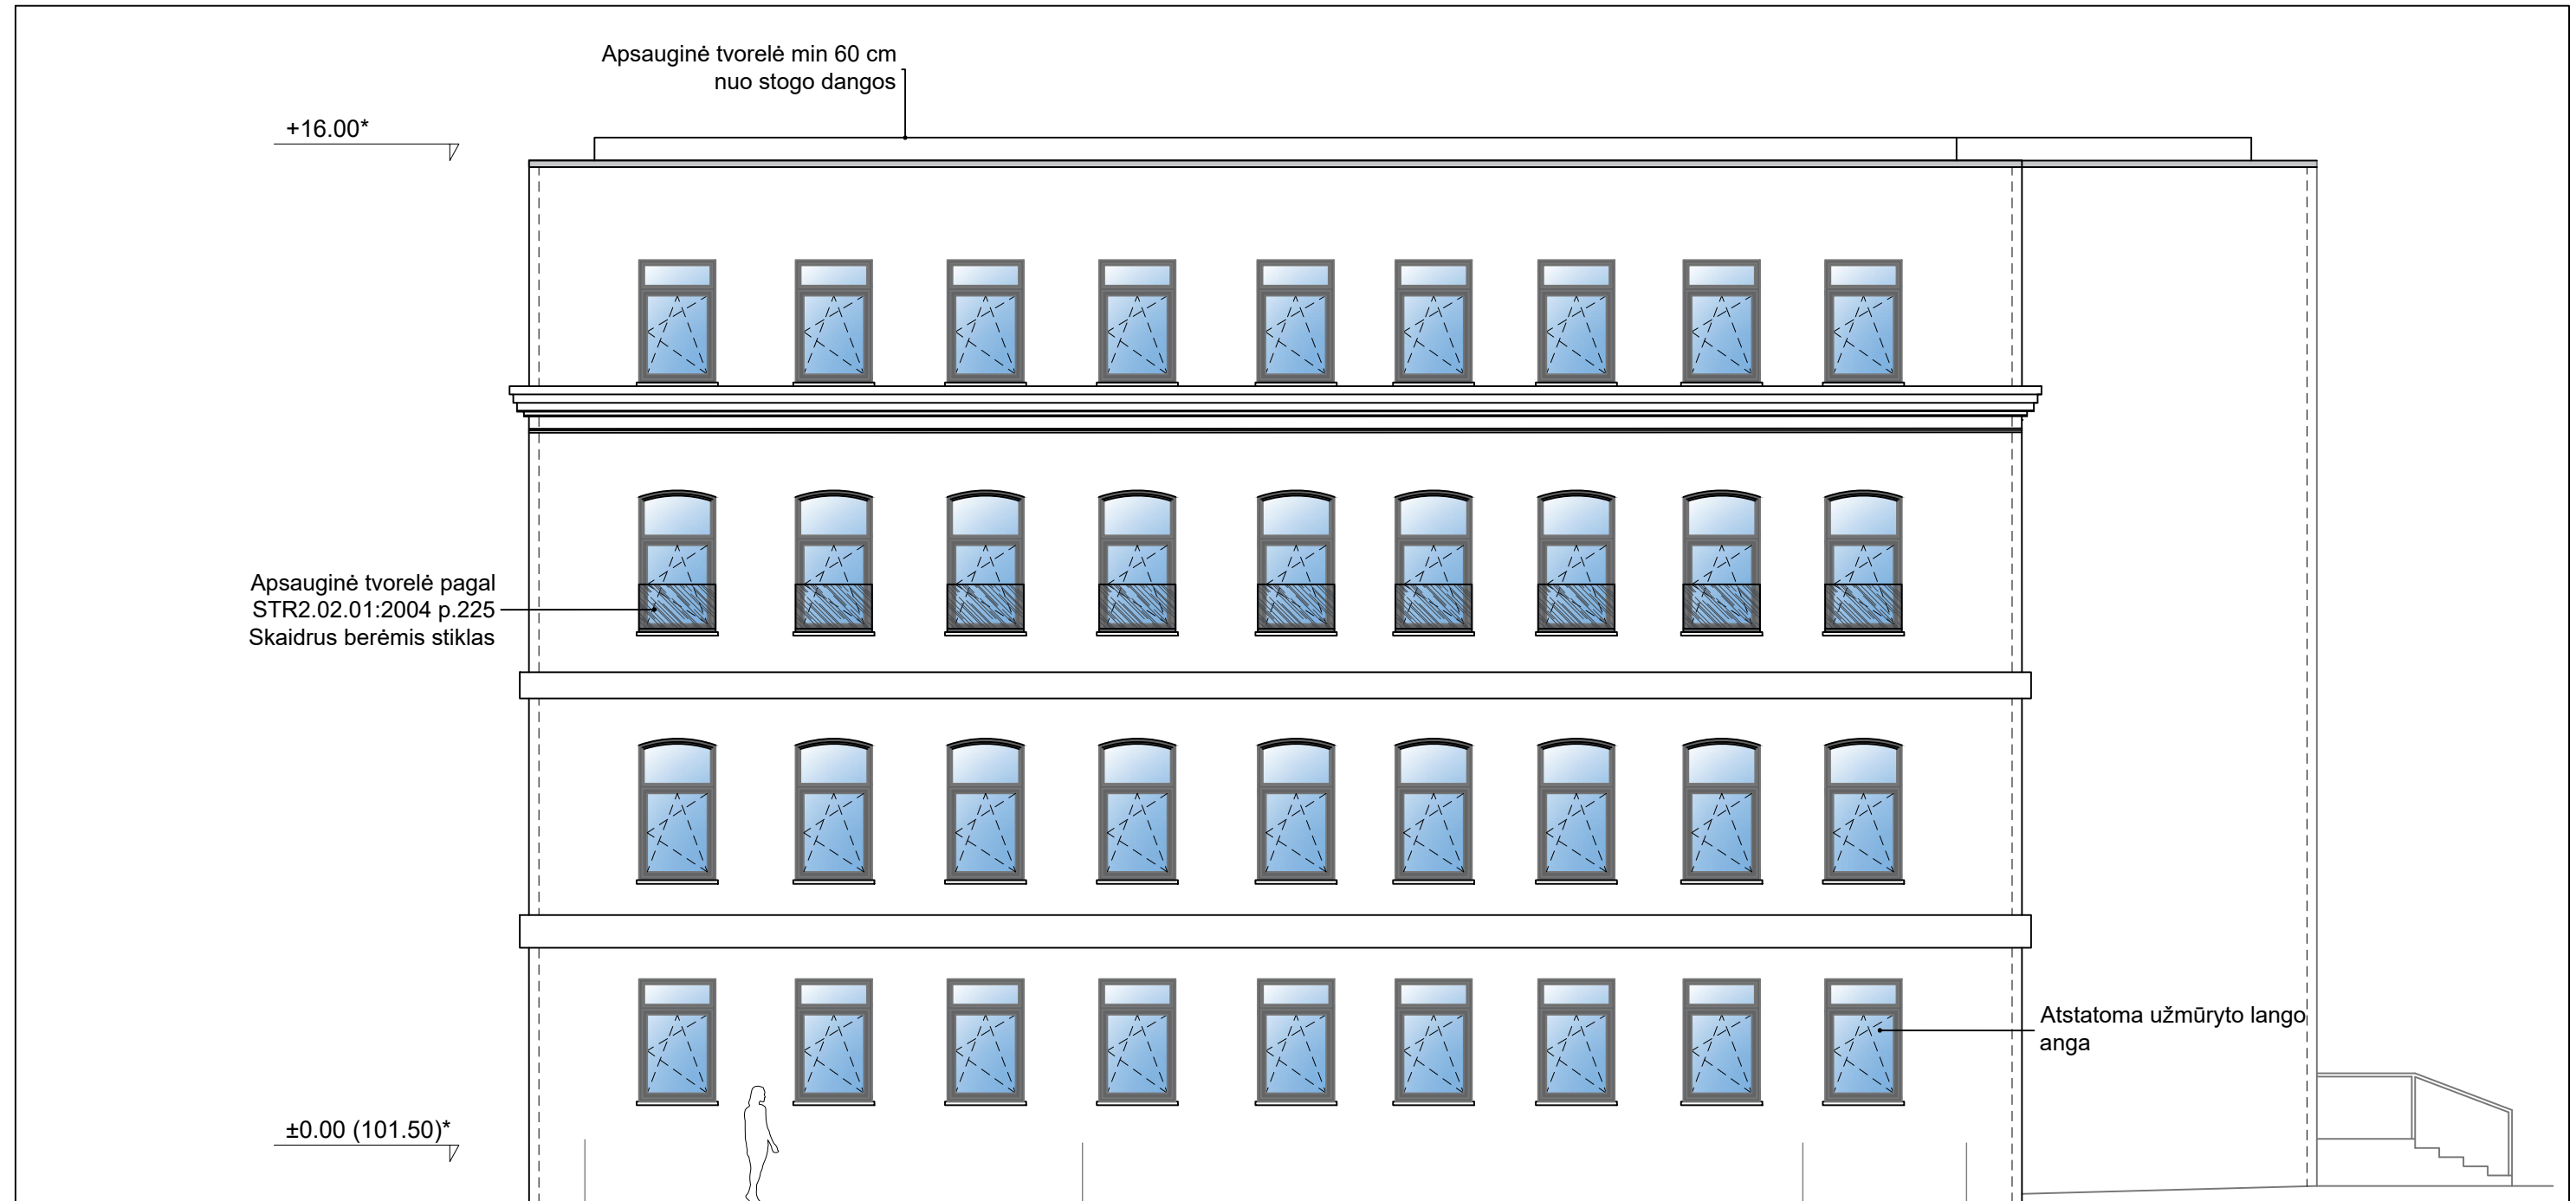 Apsauginė tvorelė min 60 cm
nuo stogo dangos
+16.00*
Apsauginė tvorelė pagal
STR2.02.01:2004 p.225
Skaidrus berėmis stiklas
Atstatoma užmūryto lango
anga
±0.00 (101.50)*